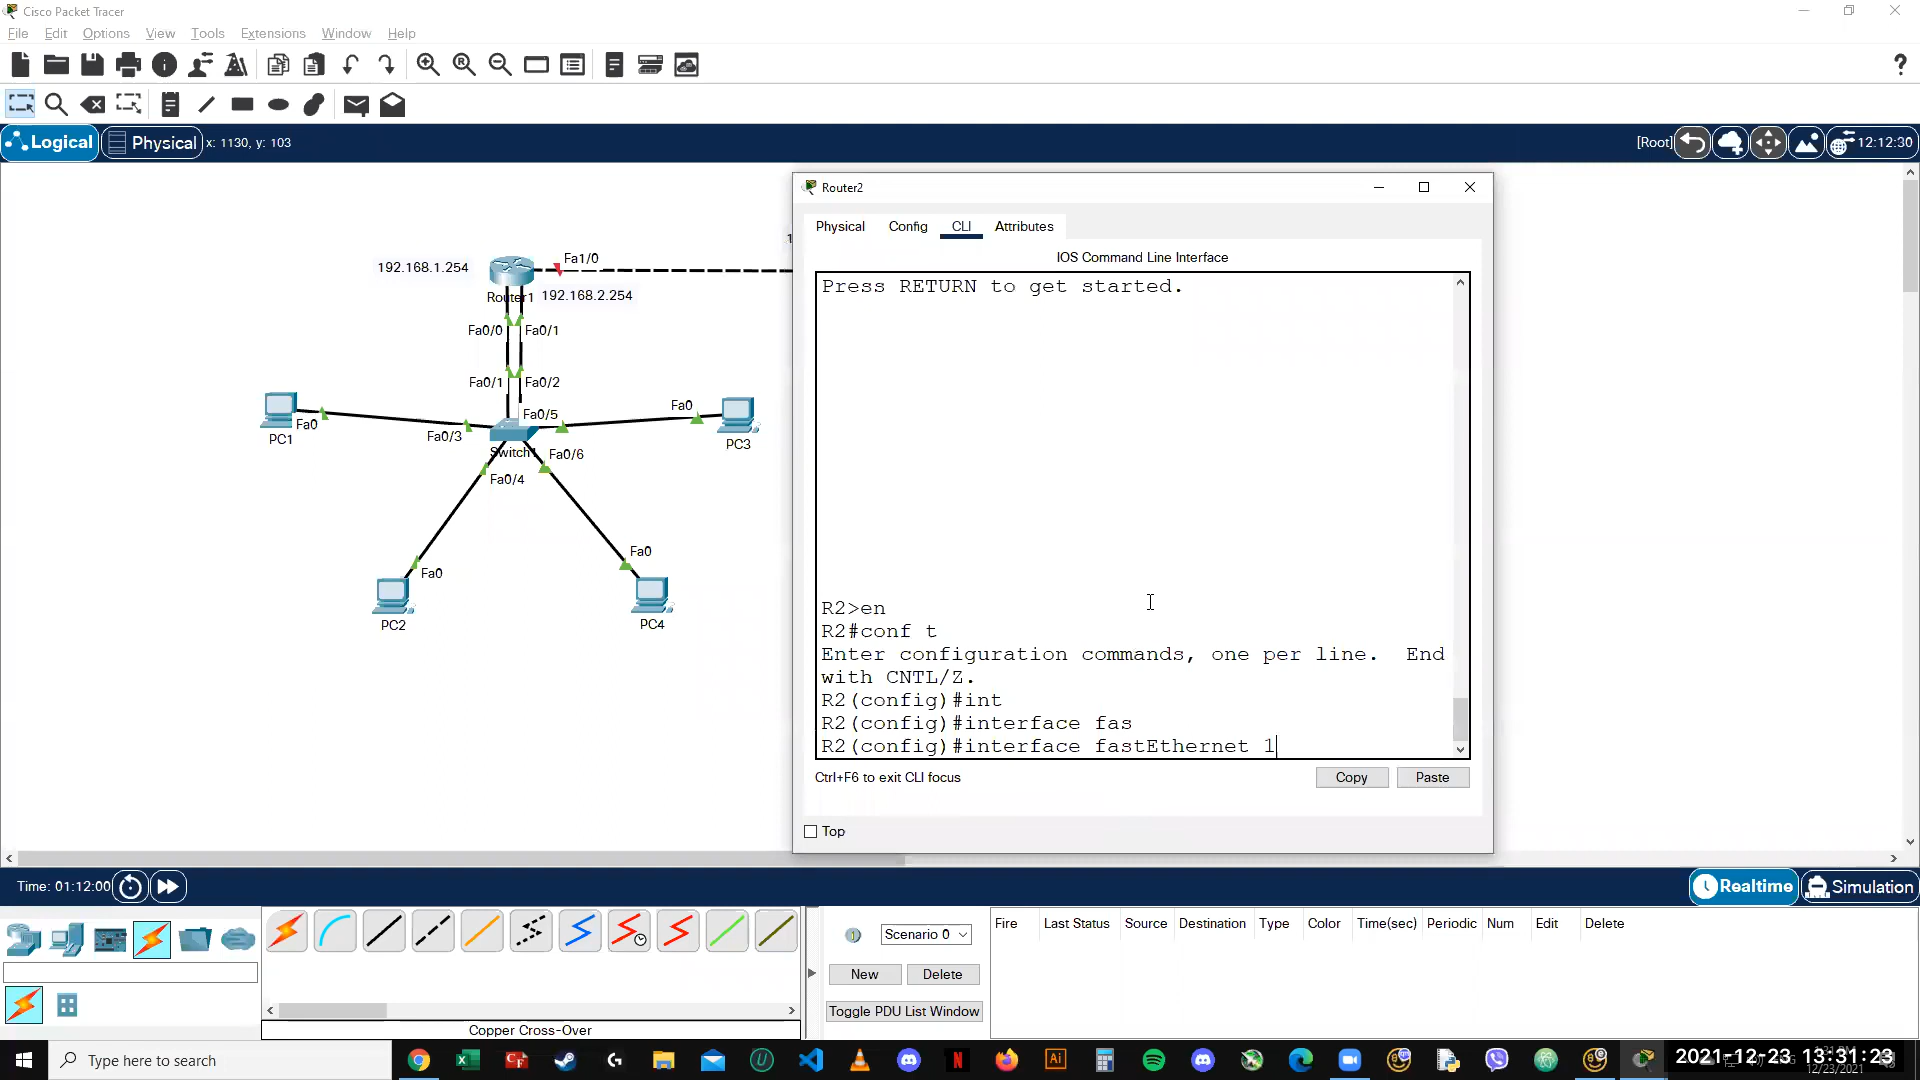 Cisco Packet Tracer
File Edit Options View Tools Extensions Window Help
Logical
Physical
x: 1130, y: 103
[Root]
12:12:30
Router2
Physical Config CLI Attributes
IOS Command Line Interface
Press RETURN to get started.
R2>en
R2#conf t
Enter configuration commands, one per line. End
with CNTL/Z.
R2(config)#int
R2(config)#interface fas
R2(config)#interface fastEthernet 1
Ctrl+F6 to exit CLI focus
Copy
Paste
Top
1
192.168.1.254
Fa1/0
Router1
192.168.2.254
Fa0/0
Fa0/1
Fa0/1
Fa0/2
Fa0/5
Fa0
PC1
Fa0/3
Fa0
PC3
Switch1
Fa0/6
Fa0/4
Fa0
PC2
Fa0
PC4
Time: 01:12:00
Realtime
Simulation
Scenario 0
New
Delete
Toggle PDU List Window
Fire Last Status Source Destination Type Color Time(sec) Periodic Num Edit Delete
Copper Cross-Over
Type here to search
2021-12-23 13:31:23
12/23/2021